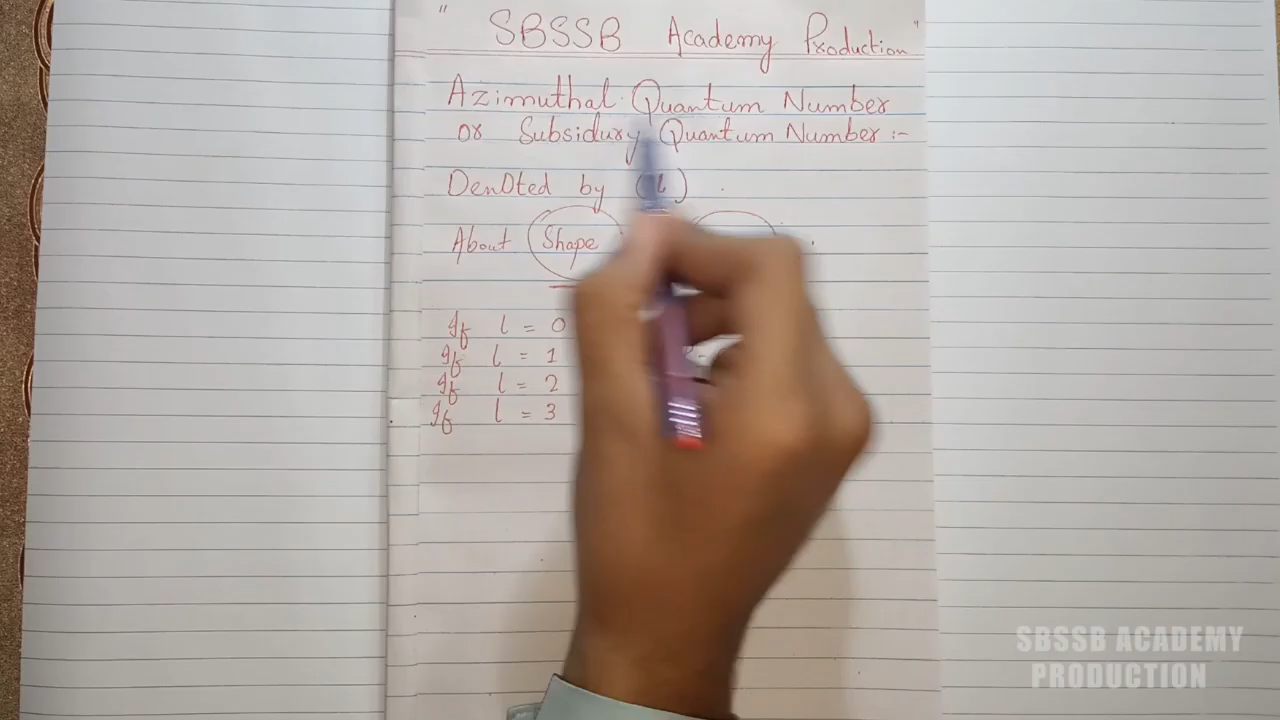 " SBSSB Academy Production "
Azimuthal Quantum Number
or Subsidury Quantum Number :-
Denoted by (l) .
About Shape
If l = 0
If l = 1
If l = 2
If l = 3
SBSSB ACADEMY
PRODUCTION